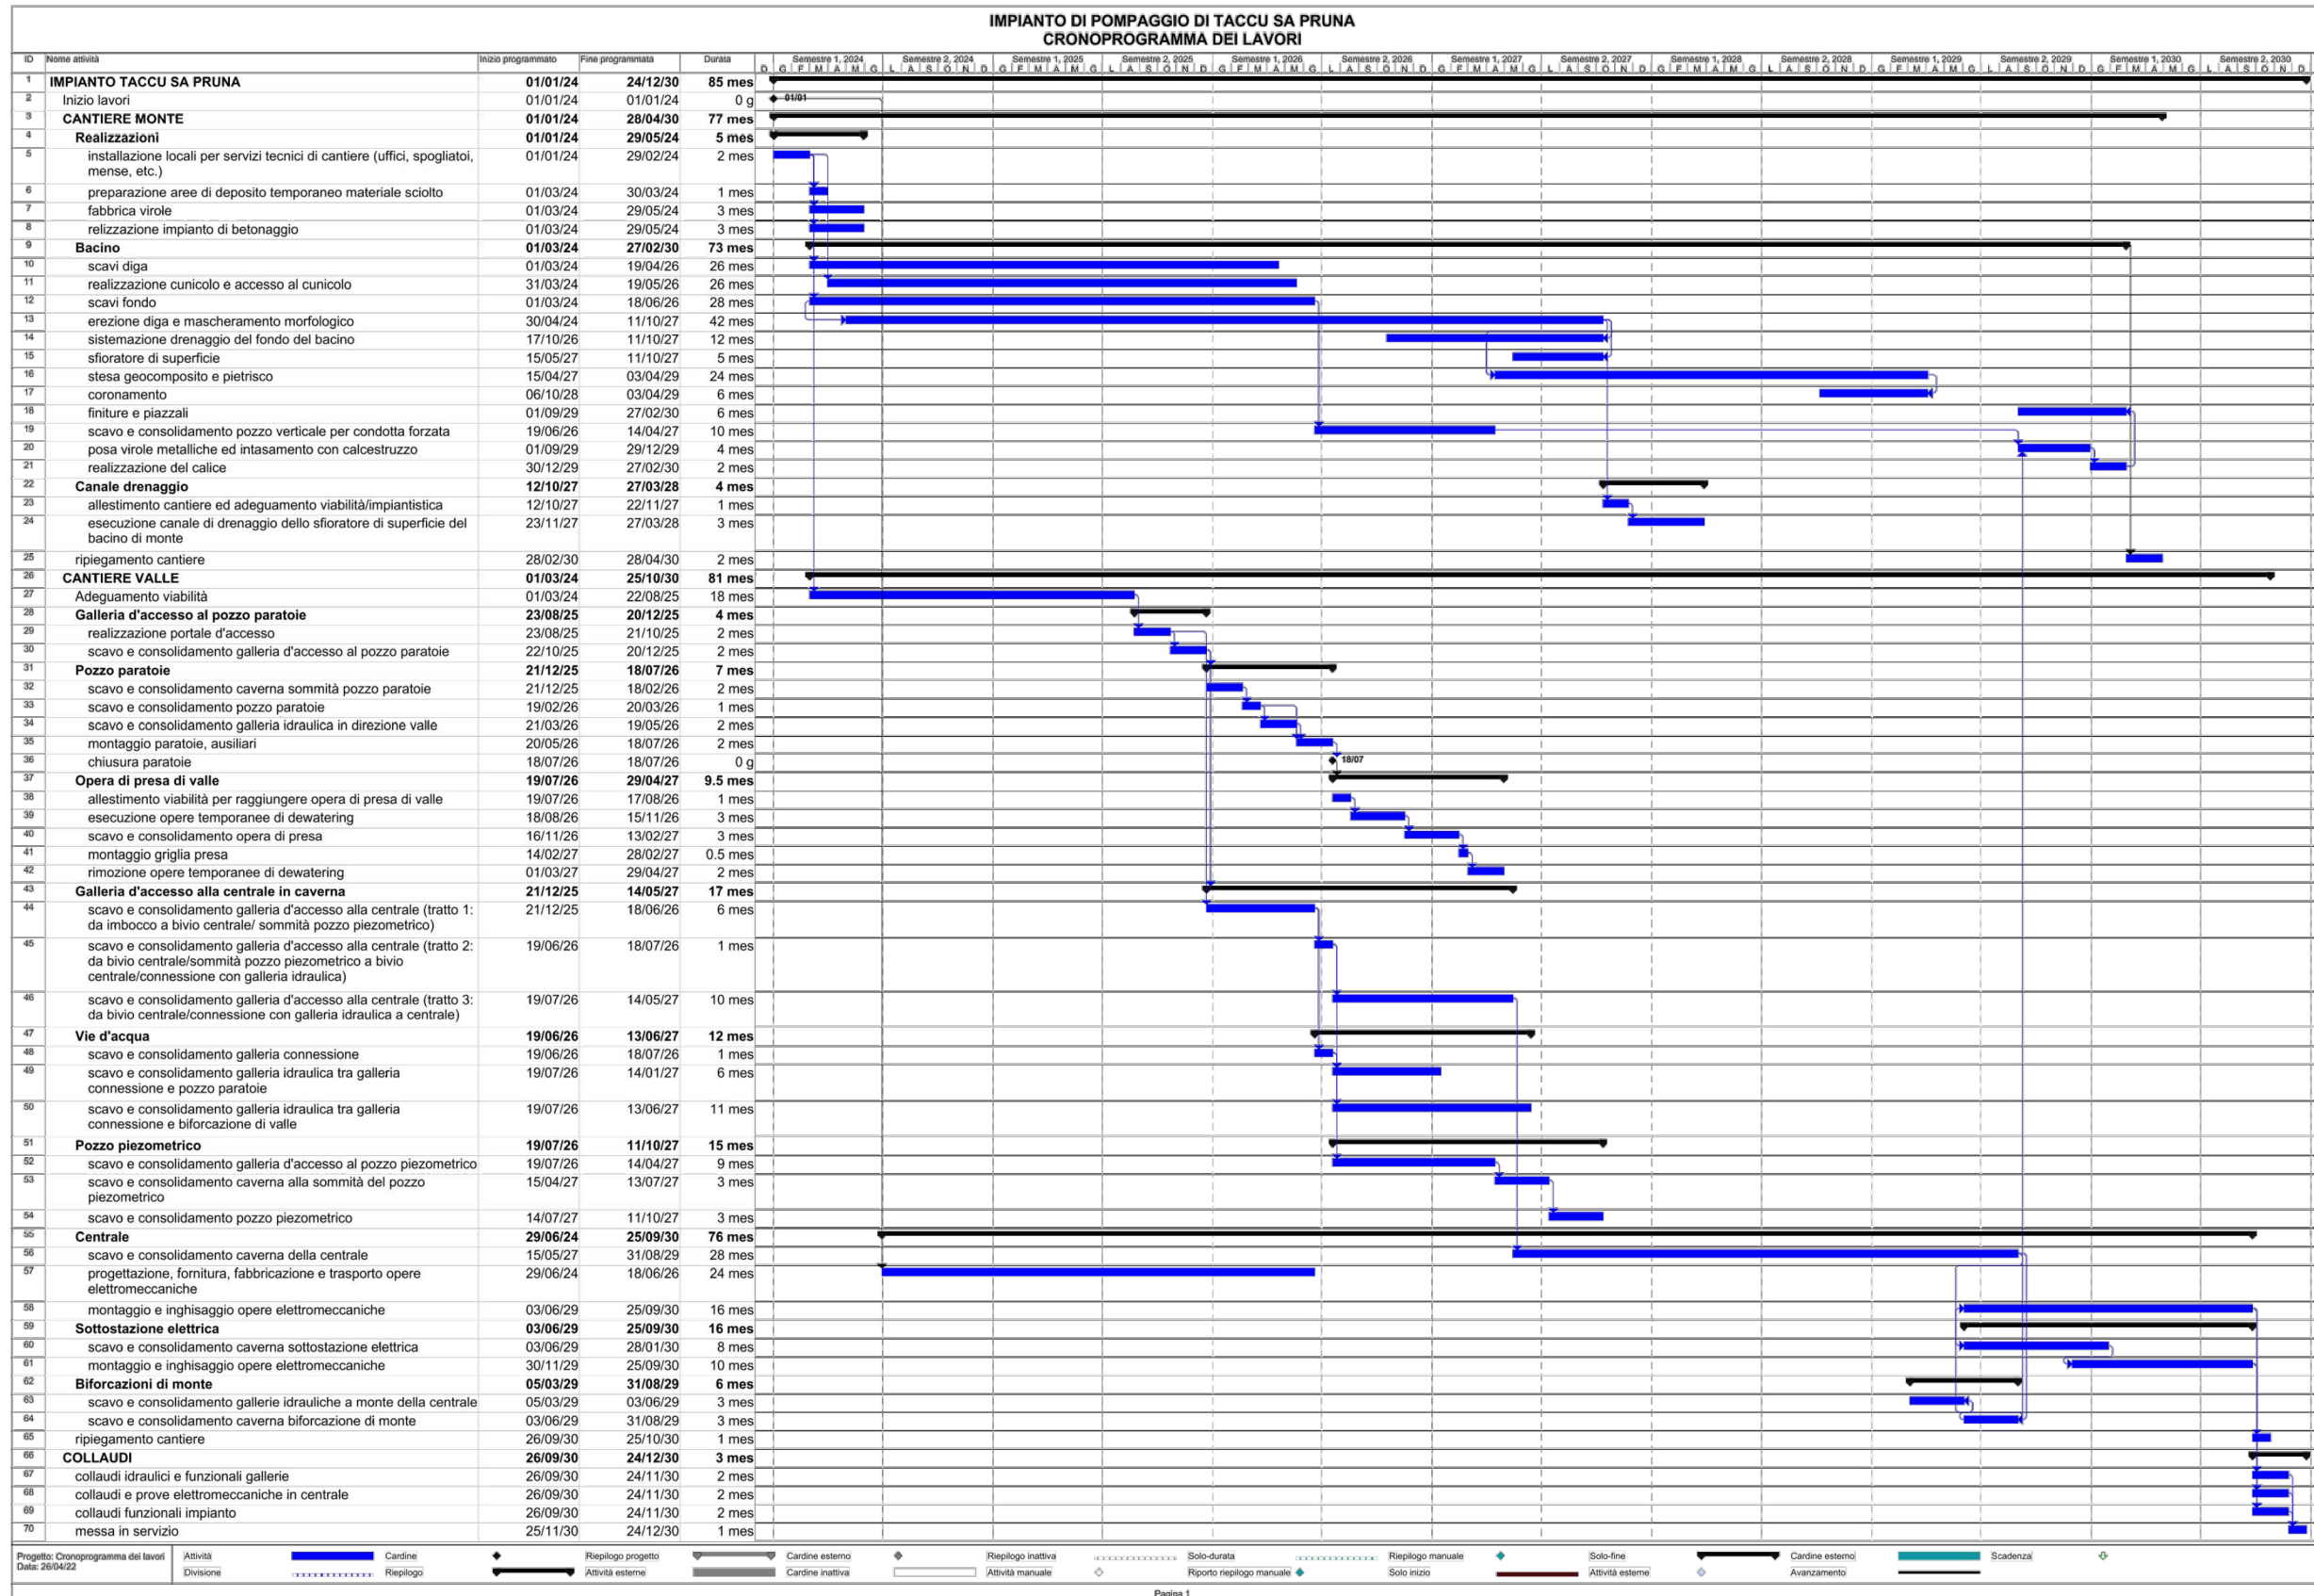 IMPIANTO DI POMPAGGIO DI TACCU SA PRUNA
CRONOPROGRAMMA DEI LAVORI
ID Nome attività Inizio programmato Fine programmata Durata Semestre 1, 2024 Semestre 2, 2024 Semestre 1, 2025 Semestre 2, 2025 Semestre 1, 2026 Semestre 2, 2026 Semestre 1, 2027 Semestre 2, 2027 Semestre 1, 2028 Semestre 2, 2028 Semestre 1, 2029 Semestre 2, 2029 Semestre 1, 2030 Semestre 2, 2030
D G F M A M G L A S O N D G F M A M G L A S O N D G F M A M G L A S O N D G F M A M G L A S O N D G F M A M G L A S O N D G F M A M G L A S O N D G F M A M G L A S O N D
1 IMPIANTO TACCU SA PRUNA 01/01/24 24/12/30 85 mes
2 Inizio lavori 01/01/24 01/01/24 0 g 01/01
3 CANTIERE MONTE 01/01/24 28/04/30 77 mes
4 Realizzazioni 01/01/24 29/05/24 5 mes
5 installazione locali per servizi tecnici di cantiere (uffici, spogliatoi, 01/01/24 29/02/24 2 mes
mense, etc.)
6 preparazione aree di deposito temporaneo materiale sciolto 01/03/24 30/03/24 1 mes
7 fabbrica virole 01/03/24 29/05/24 3 mes
8 relizzazione impianto di betonaggio 01/03/24 29/05/24 3 mes
9 Bacino 01/03/24 27/02/30 73 mes
10 scavi diga 01/03/24 19/04/26 26 mes
11 realizzazione cunicolo e accesso al cunicolo 31/03/24 19/05/26 26 mes
12 scavi fondo 01/03/24 18/06/26 28 mes
13 erezione diga e mascheramento morfologico 30/04/24 11/10/27 42 mes
14 sistemazione drenaggio del fondo del bacino 17/10/26 11/10/27 12 mes
15 sfioratore di superficie 15/05/27 11/10/27 5 mes
16 stesa geocomposito e pietrisco 15/04/27 03/04/29 24 mes
17 coronamento 06/10/28 03/04/29 6 mes
18 finiture e piazzali 01/09/29 27/02/30 6 mes
19 scavo e consolidamento pozzo verticale per condotta forzata 19/06/26 14/04/27 10 mes
20 posa virole metalliche ed intasamento con calcestruzzo 01/09/29 29/12/29 4 mes
21 realizzazione del calice 30/12/29 27/02/30 2 mes
22 Canale drenaggio 12/10/27 27/03/28 4 mes
23 allestimento cantiere ed adeguamento viabilità/impiantistica 12/10/27 22/11/27 1 mes
24 esecuzione canale di drenaggio dello sfioratore di superficie del 23/11/27 27/03/28 3 mes
bacino di monte
25 ripiegamento cantiere 28/02/30 28/04/30 2 mes
26 CANTIERE VALLE 01/03/24 25/10/30 81 mes
27 Adeguamento viabilità 01/03/24 22/08/25 18 mes
28 Galleria d'accesso al pozzo paratoie 23/08/25 20/12/25 4 mes
29 realizzazione portale d'accesso 23/08/25 21/10/25 2 mes
30 scavo e consolidamento galleria d'accesso al pozzo paratoie 22/10/25 20/12/25 2 mes
31 Pozzo paratoie 21/12/25 18/07/26 7 mes
32 scavo e consolidamento caverna sommità pozzo paratoie 21/12/25 18/02/26 2 mes
33 scavo e consolidamento pozzo paratoie 19/02/26 20/03/26 1 mes
34 scavo e consolidamento galleria idraulica in direzione valle 21/03/26 19/05/26 2 mes
35 montaggio paratoie, ausiliari 20/05/26 18/07/26 2 mes
36 chiusura paratoie 18/07/26 18/07/26 0 g 18/07
37 Opera di presa di valle 19/07/26 29/04/27 9.5 mes
38 allestimento viabilità per raggiungere opera di presa di valle 19/07/26 17/08/26 1 mes
39 esecuzione opere temporanee di dewatering 18/08/26 15/11/26 3 mes
40 scavo e consolidamento opera di presa 16/11/26 13/02/27 3 mes
41 montaggio griglia presa 14/02/27 28/02/27 0.5 mes
42 rimozione opere temporanee di dewatering 01/03/27 29/04/27 2 mes
43 Galleria d'accesso alla centrale in caverna 21/12/25 14/05/27 17 mes
44 scavo e consolidamento galleria d'accesso alla centrale (tratto 1: 21/12/25 18/06/26 6 mes
da imbocco a bivio centrale/ sommità pozzo piezometrico)
45 scavo e consolidamento galleria d'accesso alla centrale (tratto 2: 19/06/26 18/07/26 1 mes
da bivio centrale/sommità pozzo piezometrico a bivio
centrale/connessione con galleria idraulica)
46 scavo e consolidamento galleria d'accesso alla centrale (tratto 3: 19/07/26 14/05/27 10 mes
da bivio centrale/connessione con galleria idraulica a centrale)
47 Vie d'acqua 19/06/26 13/06/27 12 mes
48 scavo e consolidamento galleria connessione 19/06/26 18/07/26 1 mes
49 scavo e consolidamento galleria idraulica tra galleria 19/07/26 14/01/27 6 mes
connessione e pozzo paratoie
50 scavo e consolidamento galleria idraulica tra galleria 19/07/26 13/06/27 11 mes
connessione e biforcazione di valle
51 Pozzo piezometrico 19/07/26 11/10/27 15 mes
52 scavo e consolidamento galleria d'accesso al pozzo piezometrico 19/07/26 14/04/27 9 mes
53 scavo e consolidamento caverna alla sommità del pozzo 15/04/27 13/07/27 3 mes
piezometrico
54 scavo e consolidamento pozzo piezometrico 14/07/27 11/10/27 3 mes
55 Centrale 29/06/24 25/09/30 76 mes
56 scavo e consolidamento caverna della centrale 15/05/27 31/08/29 28 mes
57 progettazione, fornitura, fabbricazione e trasporto opere 29/06/24 18/06/26 24 mes
elettromeccaniche
58 montaggio e inghisaggio opere elettromeccaniche 03/06/29 25/09/30 16 mes
59 Sottostazione elettrica 03/06/29 25/09/30 16 mes
60 scavo e consolidamento caverna sottostazione elettrica 03/06/29 28/01/30 8 mes
61 montaggio e inghisaggio opere elettromeccaniche 30/11/29 25/09/30 10 mes
62 Biforcazioni di monte 05/03/29 31/08/29 6 mes
63 scavo e consolidamento gallerie idrauliche a monte della centrale 05/03/29 03/06/29 3 mes
64 scavo e consolidamento caverna biforcazione di monte 03/06/29 31/08/29 3 mes
65 ripiegamento cantiere 26/09/30 25/10/30 1 mes
66 COLLAUDI 26/09/30 24/12/30 3 mes
67 collaudi idraulici e funzionali gallerie 26/09/30 24/11/30 2 mes
68 collaudi e prove elettromeccaniche in centrale 26/09/30 24/11/30 2 mes
69 collaudi funzionali impianto 26/09/30 24/11/30 2 mes
70 messa in servizio 25/11/30 24/12/30 1 mes
Progetto: Cronoprogramma dei lavori
Data: 26/04/22
Attività Cardine Riepilogo progetto Cardine esterno Riepilogo inattiva Solo-durata Riepilogo manuale Solo-fine Cardine esterno Scadenza
Divisione Riepilogo Attività esterne Cardine inattiva Attività manuale Riporto riepilogo manuale Solo inizio Attività esterne Avanzamento
Pagina 1